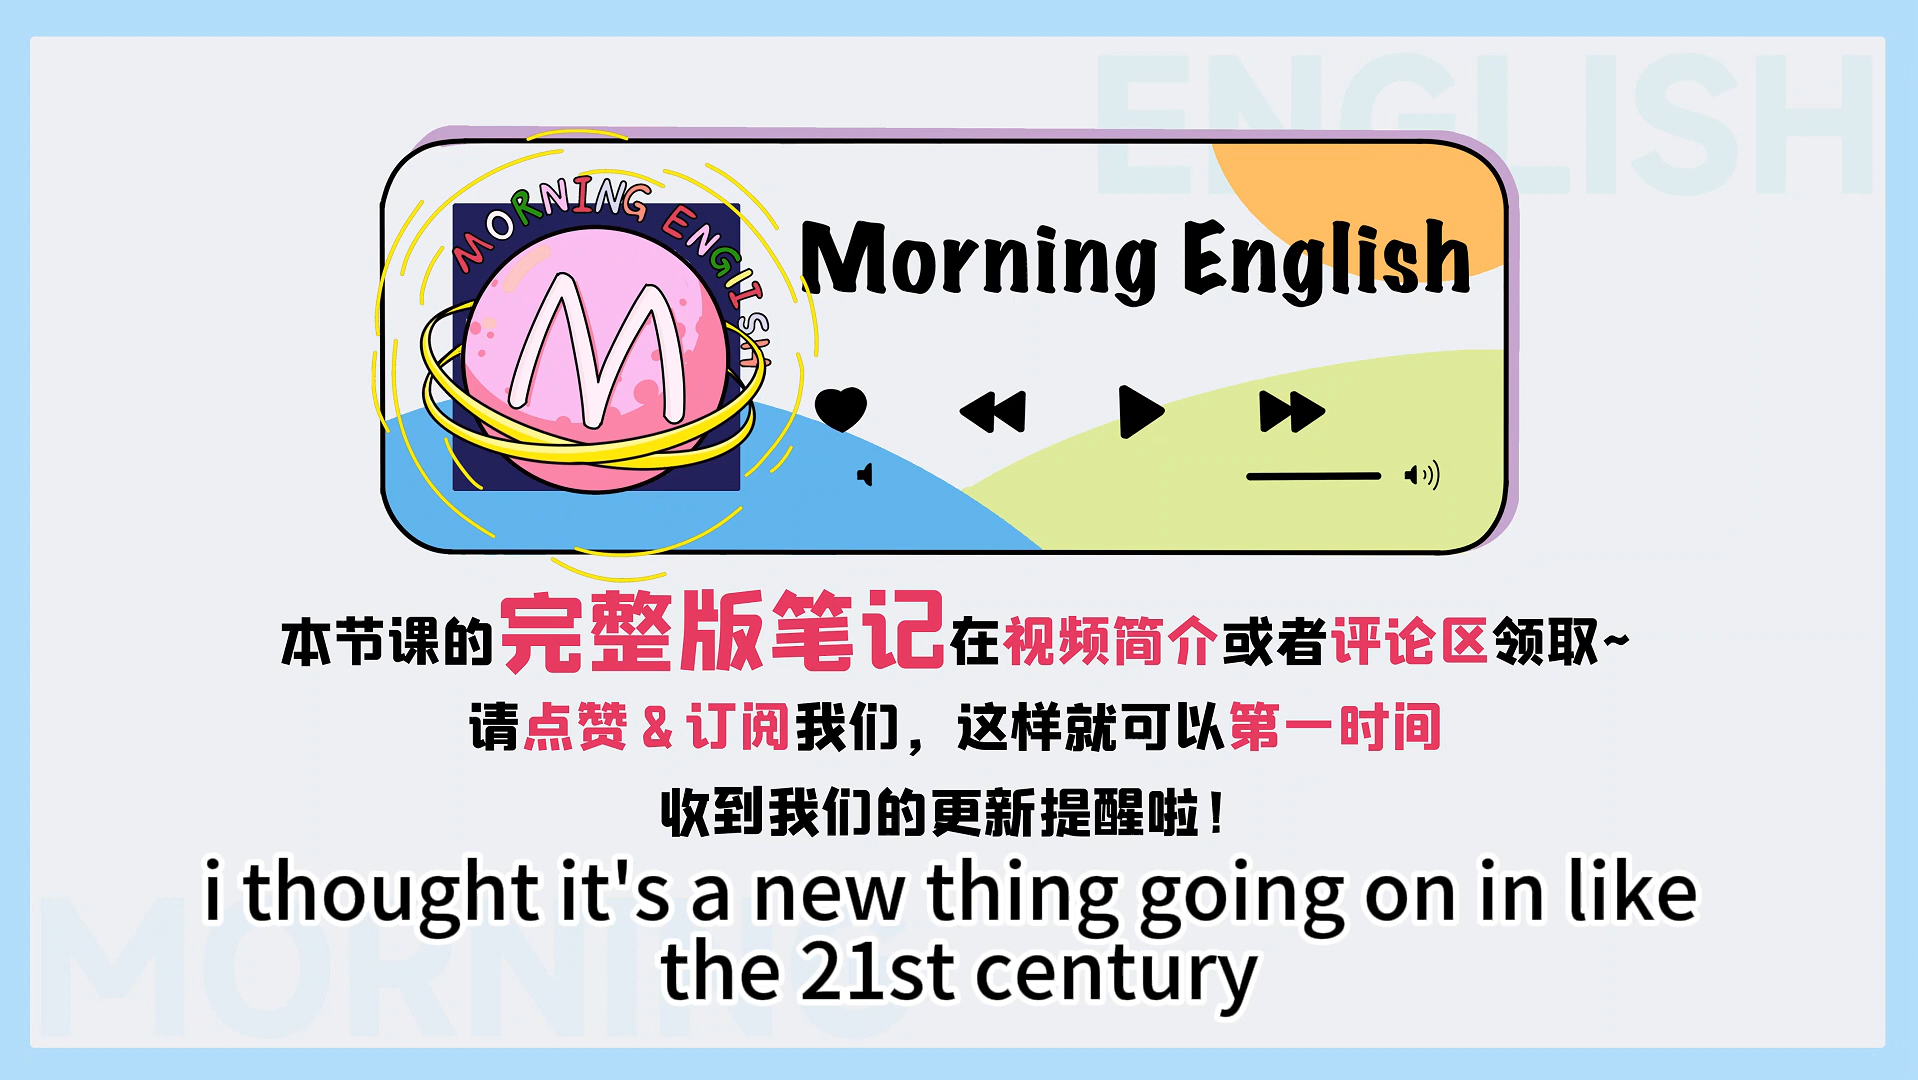 ENGLISH
MORNING ENGLISH
M
Morning English
本节课的完整版笔记在视频简介或者评论区领取~
请点赞&订阅我们，这样就可以第一时间
收到我们的更新提醒啦！
i thought it's a new thing going on in like
the 21st century
MORNING